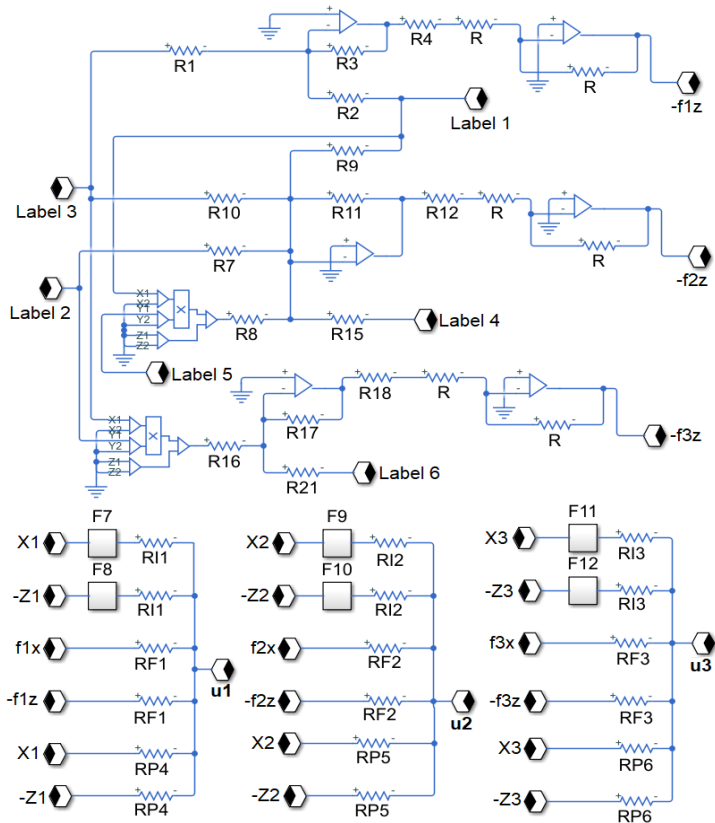 R1
R3
R4
R
R
-f1z
R2
Label 1
R9
Label 3
R10
R11
R12
R
R
-f2z
R7
Label 2
X1
X2
Y1
Y2
Z1
Z2
R8
R15
Label 4
Label 5
R18
R
R
-f3z
X1
X2
Y1
Y2
Z1
Z2
R16
R17
R21
Label 6
F7
X1
RI1
F8
-Z1
RI1
f1x
RF1
-f1z
RF1
u1
X1
RP4
-Z1
RP4
F9
X2
RI2
F10
-Z2
RI2
f2x
RF2
-f2z
RF2
u2
X2
RP5
-Z2
RP5
F11
X3
RI3
F12
-Z3
RI3
f3x
RF3
u3
-f3z
RF3
X3
RP6
-Z3
RP6